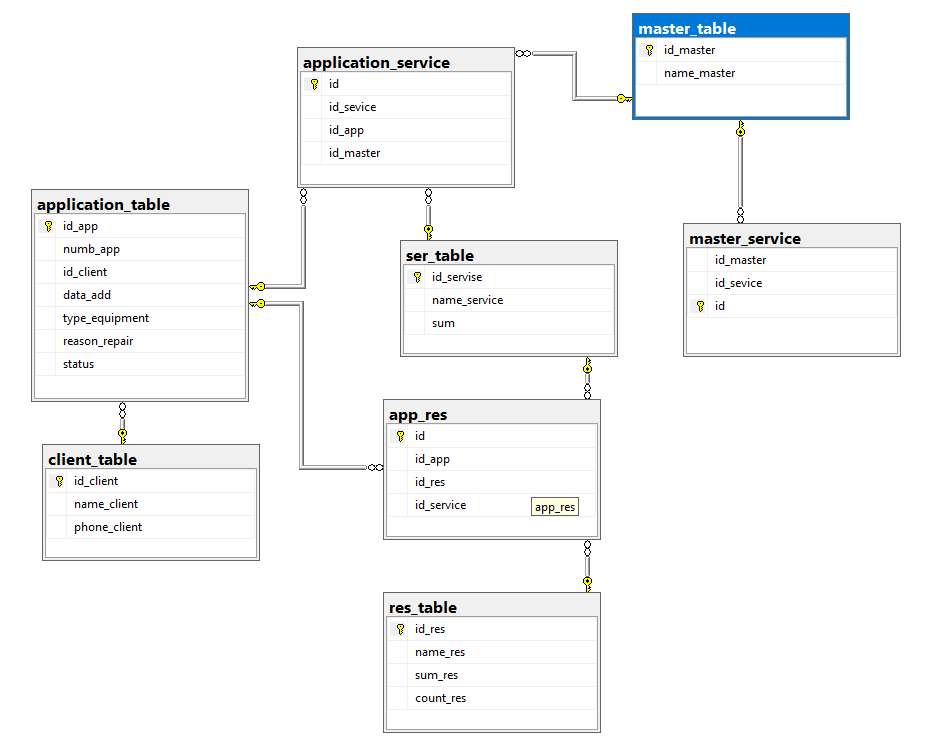 master_table
id_master
name_master
application_service
id
id_sevice
id_app
id_master
application_table
id_app
numb_app
id_client
data_add
type_equipment
reason_repair
status
ser_table
id_servise
name_service
sum
master_service
id_master
id_sevice
id
app_res
id
id_app
id_res
id_service
app_res
client_table
id_client
name_client
phone_client
res_table
id_res
name_res
sum_res
count_res